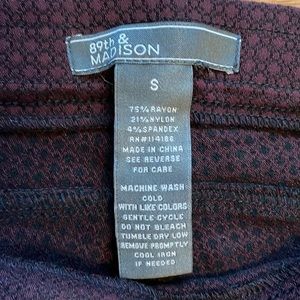 89th &
MADISON
S
75% RAYON
21% NYLON
4% SPANDEX
RN#114186
MADE IN CHINA
SEE REVERSE
FOR CARE
MACHINE WASH
COLD
WITH LIKE COLORS
GENTLE CYCLE
DO NOT BLEACH
TUMBLE DRY LOW
REMOVE PROMPTLY
COOL IRON
IF NEEDED